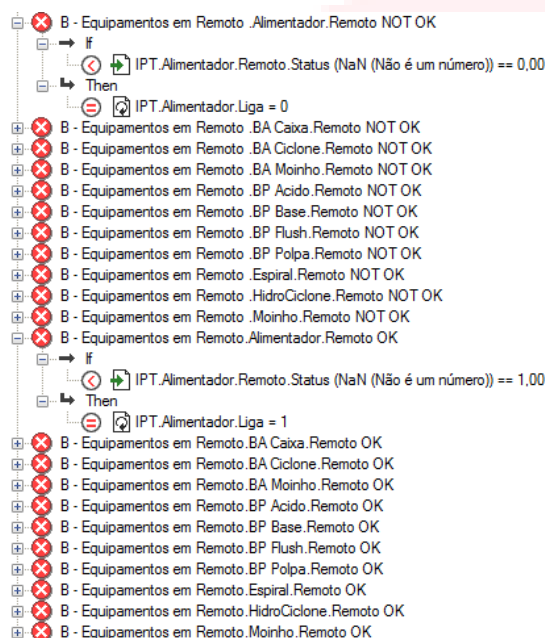 B - Equipamentos em Remoto .Alimentador.Remoto NOT OK
If
IPT.Alimentador.Remoto.Status (NaN (Não é um número)) == 0,00
Then
IPT.Alimentador.Liga = 0
B - Equipamentos em Remoto .BA Caixa.Remoto NOT OK
B - Equipamentos em Remoto .BA Ciclone.Remoto NOT OK
B - Equipamentos em Remoto .BA Moinho.Remoto NOT OK
B - Equipamentos em Remoto .BP Acido.Remoto NOT OK
B - Equipamentos em Remoto .BP Base.Remoto NOT OK
B - Equipamentos em Remoto .BP Flush.Remoto NOT OK
B - Equipamentos em Remoto .BP Polpa.Remoto NOT OK
B - Equipamentos em Remoto .Espiral.Remoto NOT OK
B - Equipamentos em Remoto .HidroCiclone.Remoto NOT OK
B - Equipamentos em Remoto .Moinho.Remoto NOT OK
B - Equipamentos em Remoto.Alimentador.Remoto OK
If
IPT.Alimentador.Remoto.Status (NaN (Não é um número)) == 1,00
Then
IPT.Alimentador.Liga = 1
B - Equipamentos em Remoto.BA Caixa.Remoto OK
B - Equipamentos em Remoto.BA Ciclone.Remoto OK
B - Equipamentos em Remoto.BA Moinho.Remoto OK
B - Equipamentos em Remoto.BP Acido.Remoto OK
B - Equipamentos em Remoto.BP Base.Remoto OK
B - Equipamentos em Remoto.BP Flush.Remoto OK
B - Equipamentos em Remoto.BP Polpa.Remoto OK
B - Equipamentos em Remoto.Espiral.Remoto OK
B - Equipamentos em Remoto.HidroCiclone.Remoto OK
B - Equipamentos em Remoto.Moinho.Remoto OK